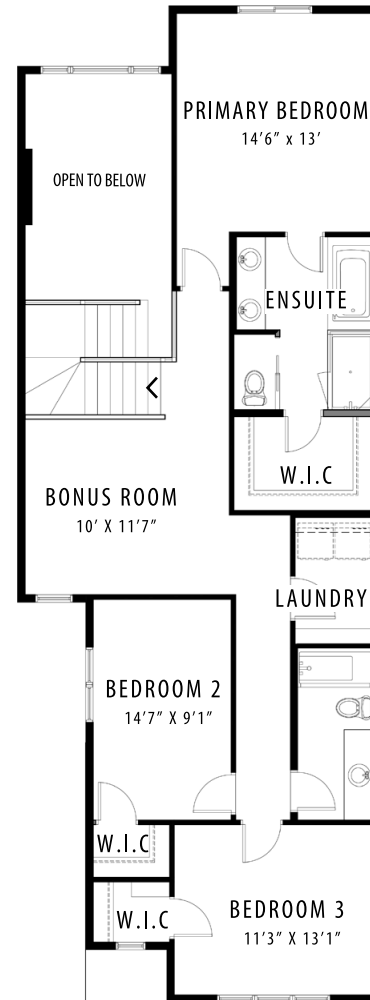 PRIMARY BEDROOM
14'6" x 13'
OPEN TO BELOW
ENSUITE
W.I.C
BONUS ROOM
10' X 11'7"
LAUNDRY
BEDROOM 2
14'7" X 9'1"
W.I.C
W.I.C
BEDROOM 3
11'3" X 13'1"